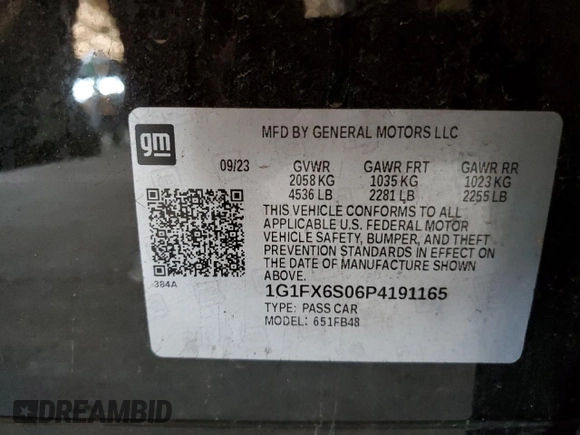 gm
MFD BY GENERAL MOTORS LLC
09/23 GVWR GAWR FRT GAWR RR
2058 KG 1035 KG 1023 KG
4536 LB 2281 LB 2255 LB
THIS VEHICLE CONFORMS TO ALL
APPLICABLE U.S. FEDERAL MOTOR
VEHICLE SAFETY, BUMPER, AND THEFT
PREVENTION STANDARDS IN EFFECT ON
THE DATE OF MANUFACTURE SHOWN
ABOVE.
384A
1G1FX6S06P4191165
TYPE: PASS CAR
MODEL: 651FB48
DREAMBID